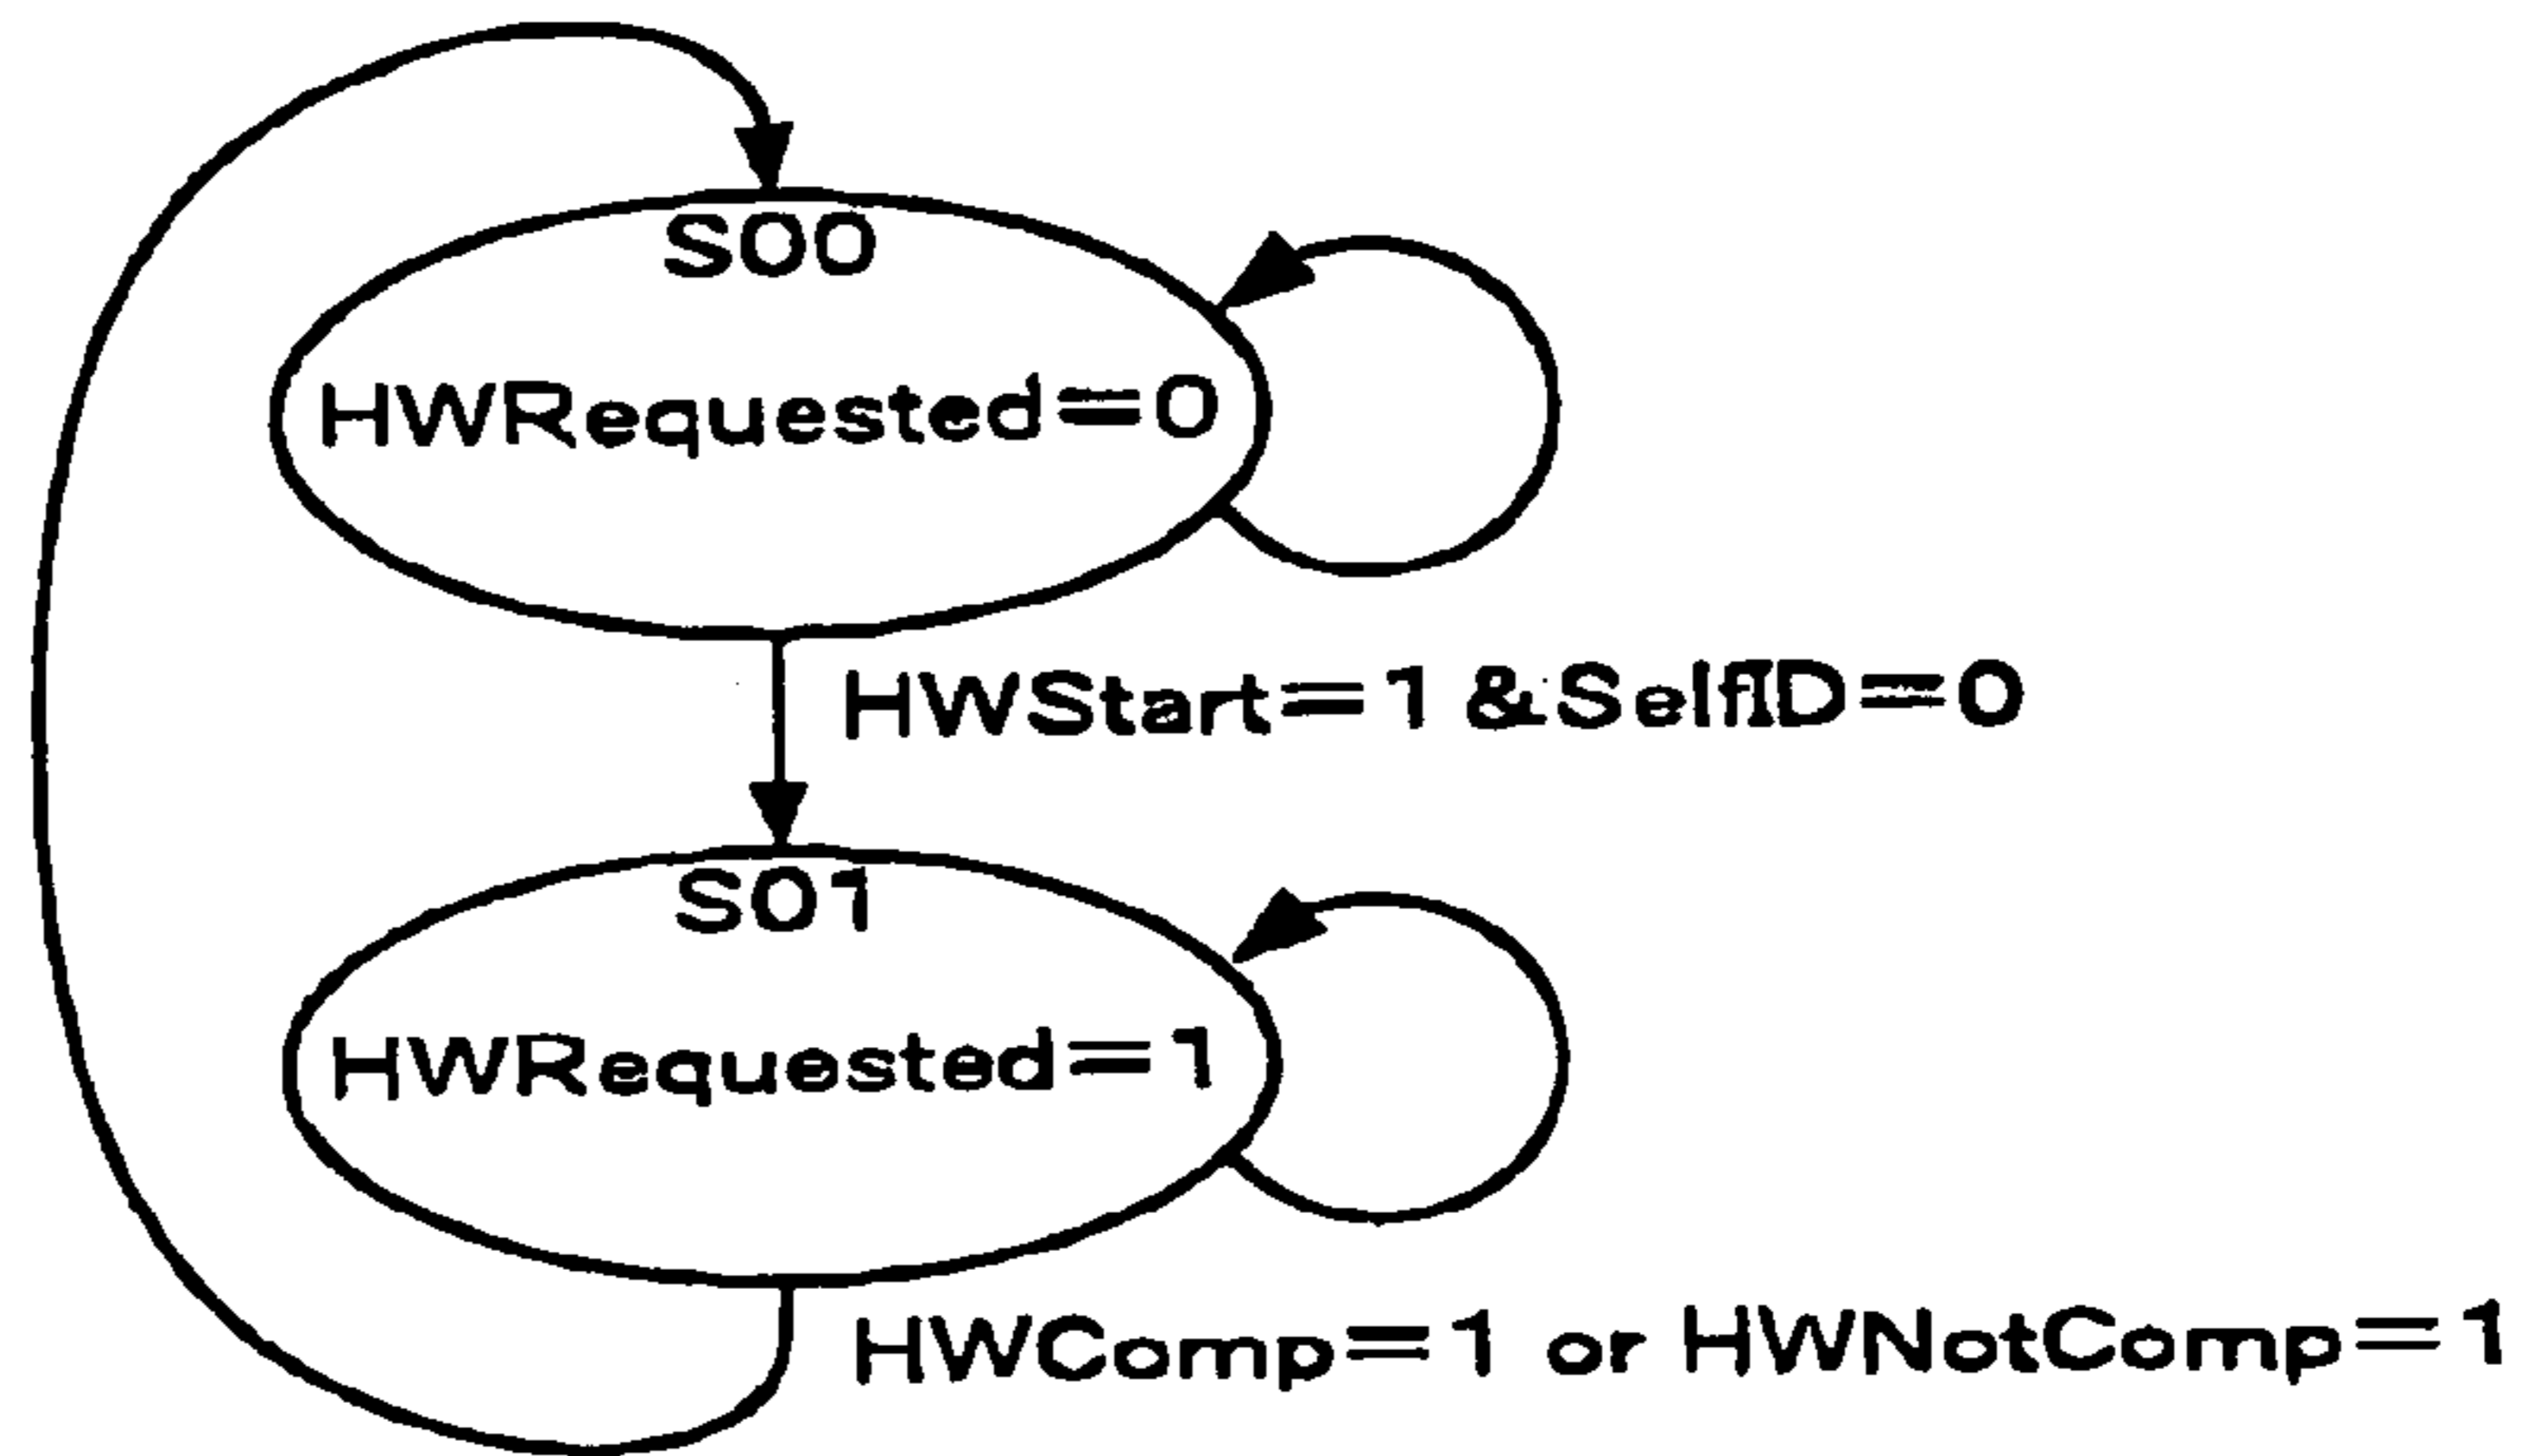 S00
HWRequested=0
HWStart=1 &SelfID=0
S01
HWRequested=1
HWComp=1 or HWNotComp=1